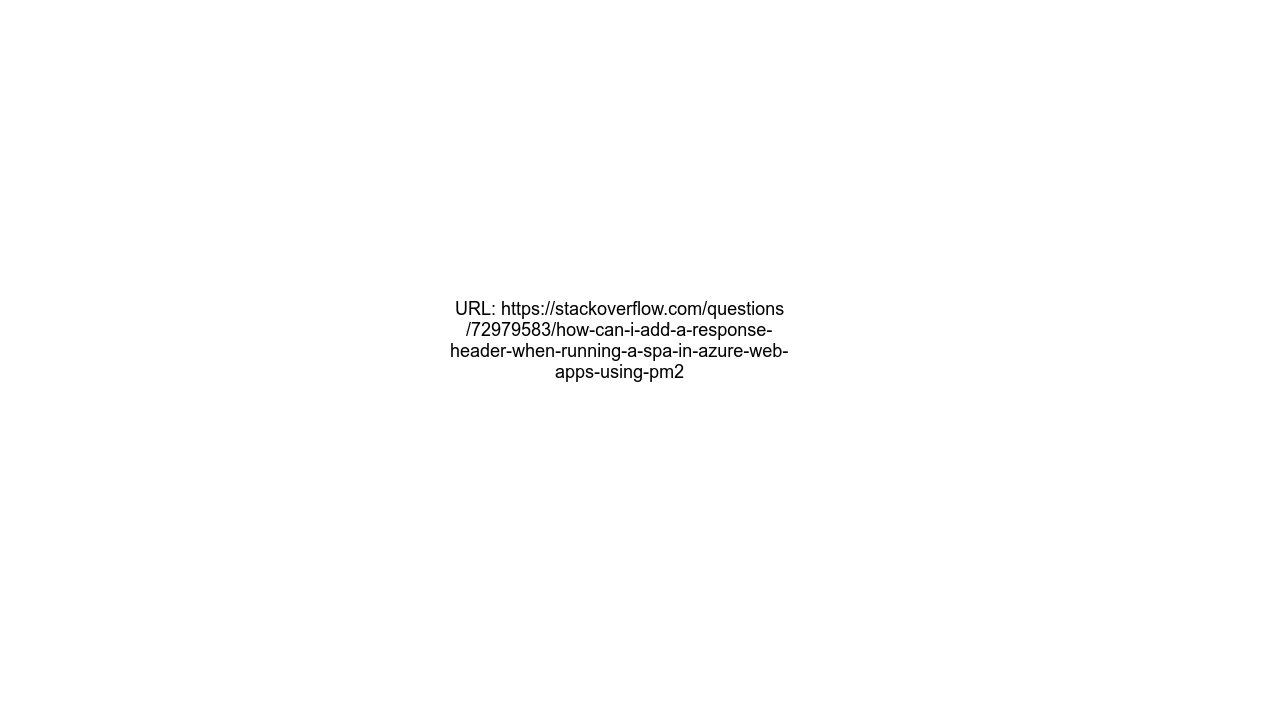 URL: https://stackoverflow.com/questions
/72979583/how-can-i-add-a-response-
header-when-running-a-spa-in-azure-web-
apps-using-pm2